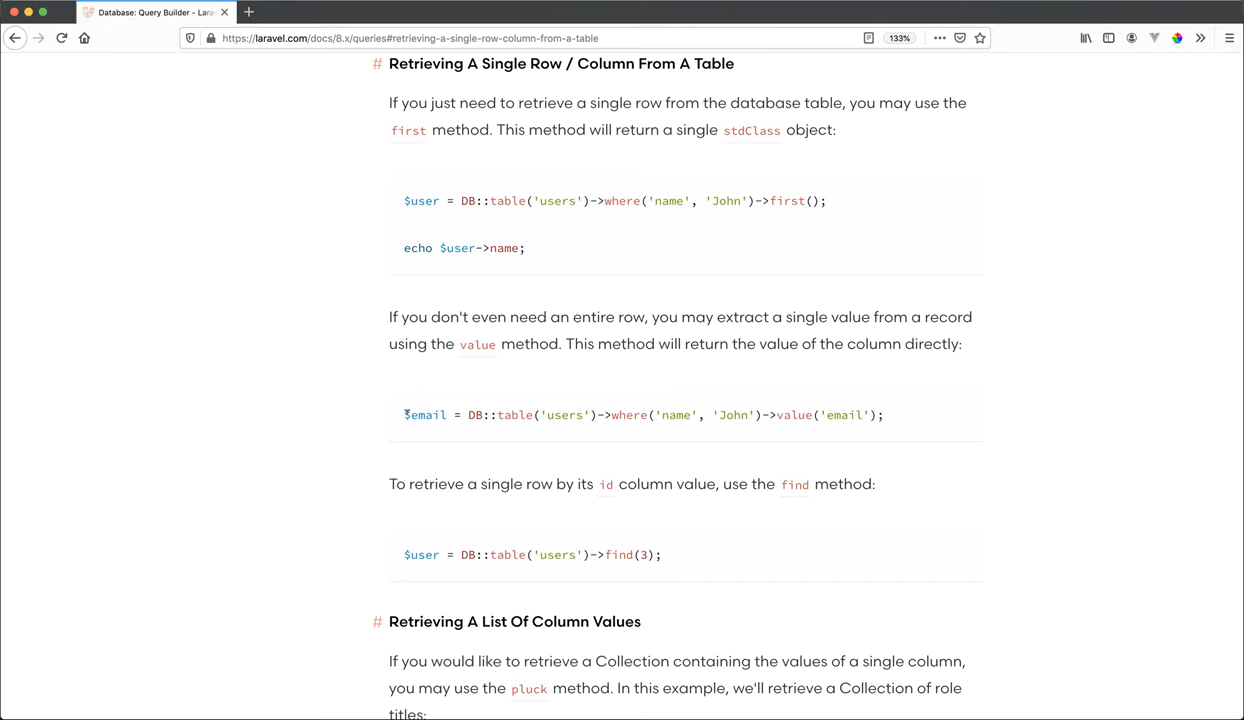 Database: Query Builder - Lara
https://laravel.com/docs/8.x/queries#retrieving-a-single-row-column-from-a-table
133%
# Retrieving A Single Row / Column From A Table
If you just need to retrieve a single row from the database table, you may use the
first method. This method will return a single stdClass object:
$user = DB::table('users')->where('name', 'John')->first();
echo $user->name;
If you don't even need an entire row, you may extract a single value from a record
using the value method. This method will return the value of the column directly:
$email = DB::table('users')->where('name', 'John')->value('email');
To retrieve a single row by its id column value, use the find method:
$user = DB::table('users')->find(3);
# Retrieving A List Of Column Values
If you would like to retrieve a Collection containing the values of a single column,
you may use the pluck method. In this example, we'll retrieve a Collection of role
titles: